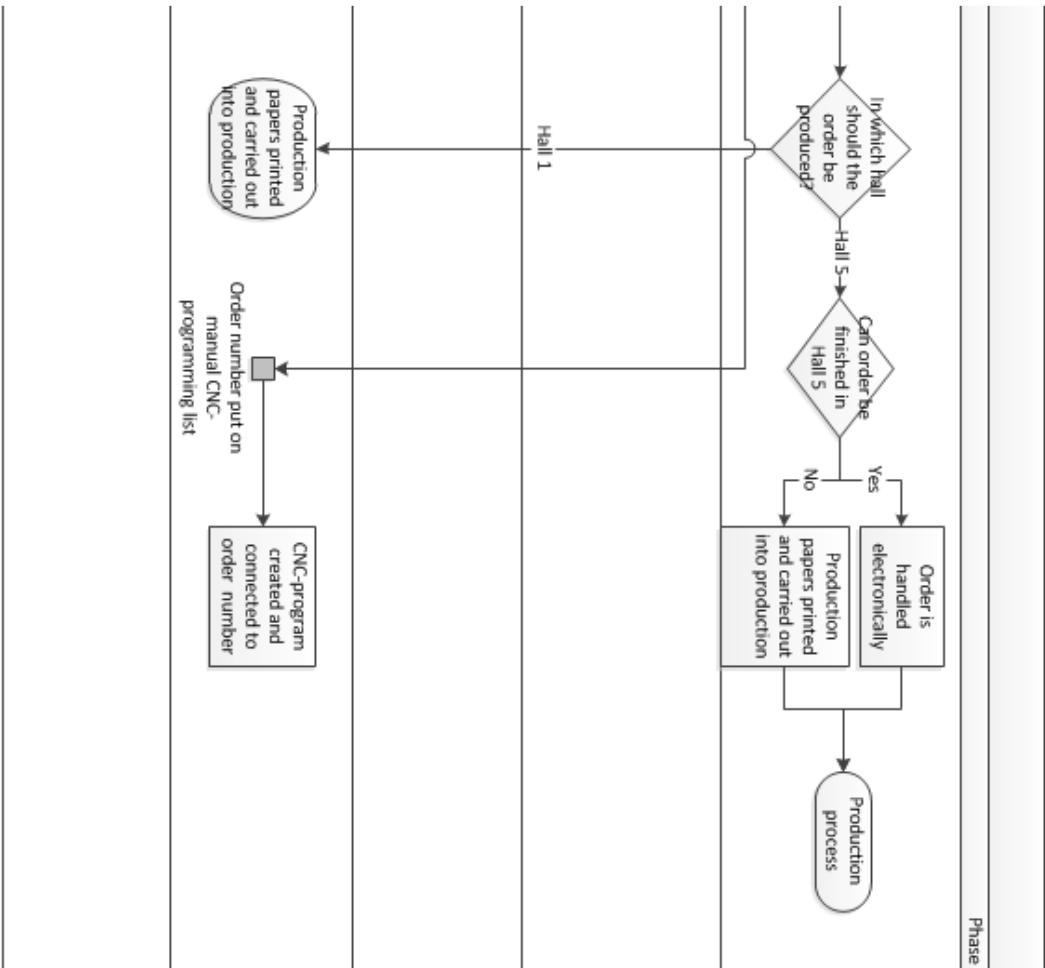 Phase
In which hall
should the
order be
produced?
Hall 5
Can order be
finished in
Hall 5
Yes
No
Order is
handled
electronically
Production
papers printed
and carried out
into production
Production
process
Hall 1
Production
papers printed
and carried out
into production
Order number put on
manual CNC-
programming list
CNC-program
created and
connected to
order number